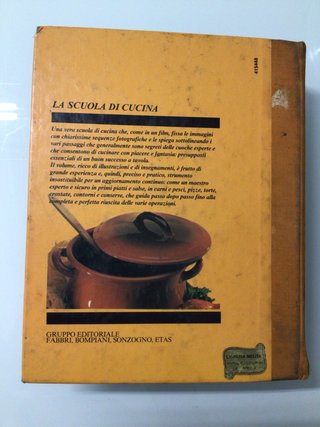 415448
LA SCUOLA DI CUCINA
Una vera scuola di cucina che, come in un film, fissa le immagini
con chiarissime sequenze fotografiche e le spiega sottolineando i
vari passaggi che generalmente sono segreti delle cuoche esperte e
che consentono di cucinare con piacere e fantasia: presupposti
essenziali di un buon successo a tavola.
Il volume, ricco di illustrazioni e di insegnamenti, è frutto di
grande esperienza e, quindi, preciso e pratico, strumento
insostituibile per un aggiornamento continuo: come un maestro
esperto e sicuro in primi piatti e salse, in carni e pesci, pizze, torte,
crostate, contorni e conserve, che guida passo dopo passo fino alla
completa e perfetta riuscita delle varie operazioni.
GRUPPO EDITORIALE
FABBRI, BOMPIANI, SONZOGNO, ETAS